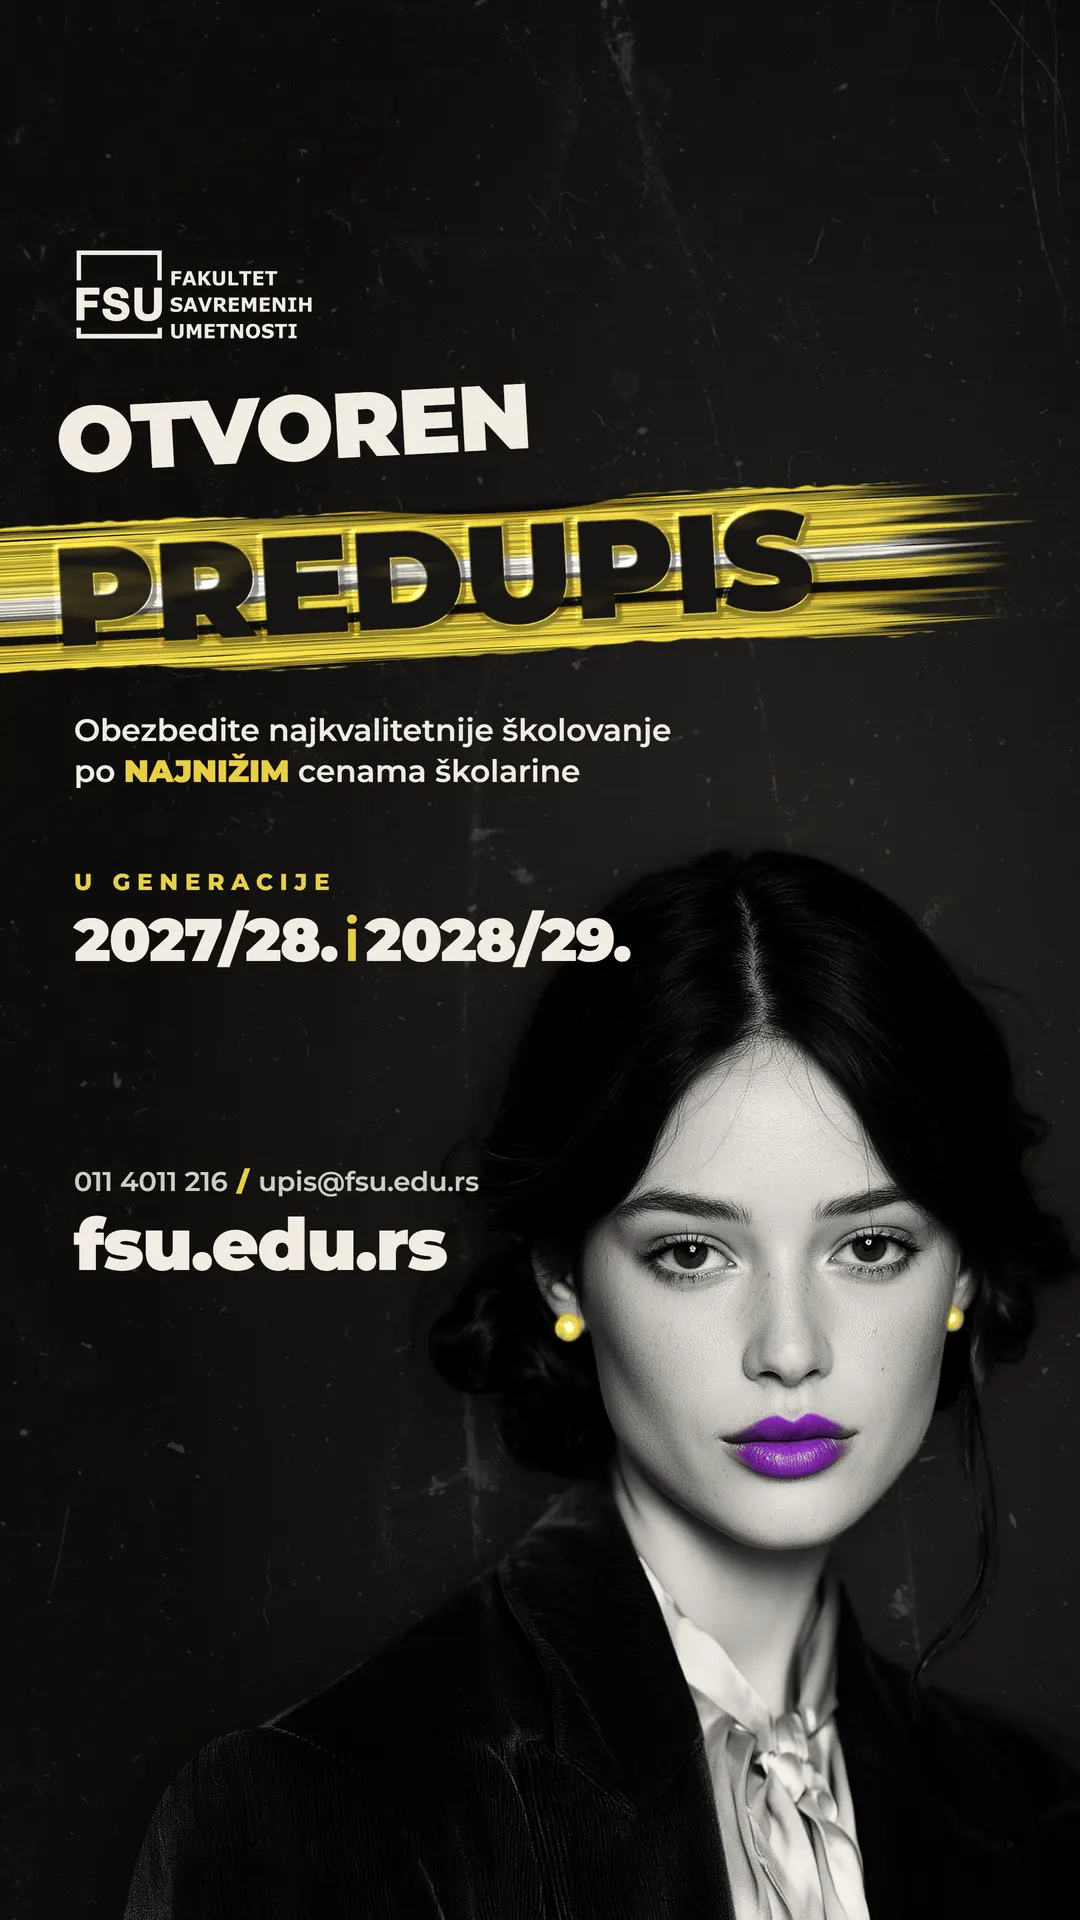 FSU
FAKULTET
SAVREMENIH
UMETNOSTI
OTVOREN
PREDUPIS
Obezbedite najkvalitetnije školovanje
po NAJNIŽIM cenama školarine
U GENERACIJE
2027/28. i 2028/29.
011 4011 216 / upis@fsu.edu.rs
fsu.edu.rs